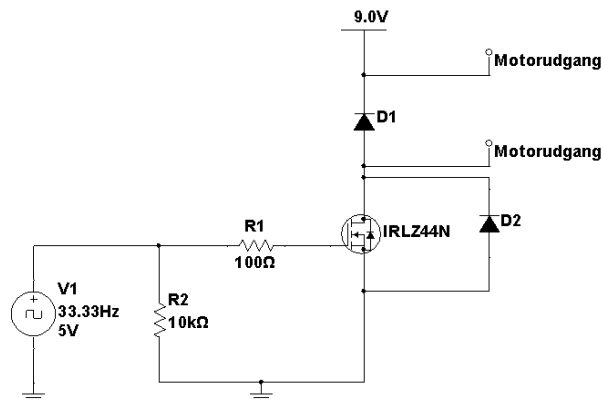 9.0V
Motorudgang
D1
Motorudgang
R1
100Ω
IRLZ44N
D2
V1
33.33Hz
5V
R2
10kΩ